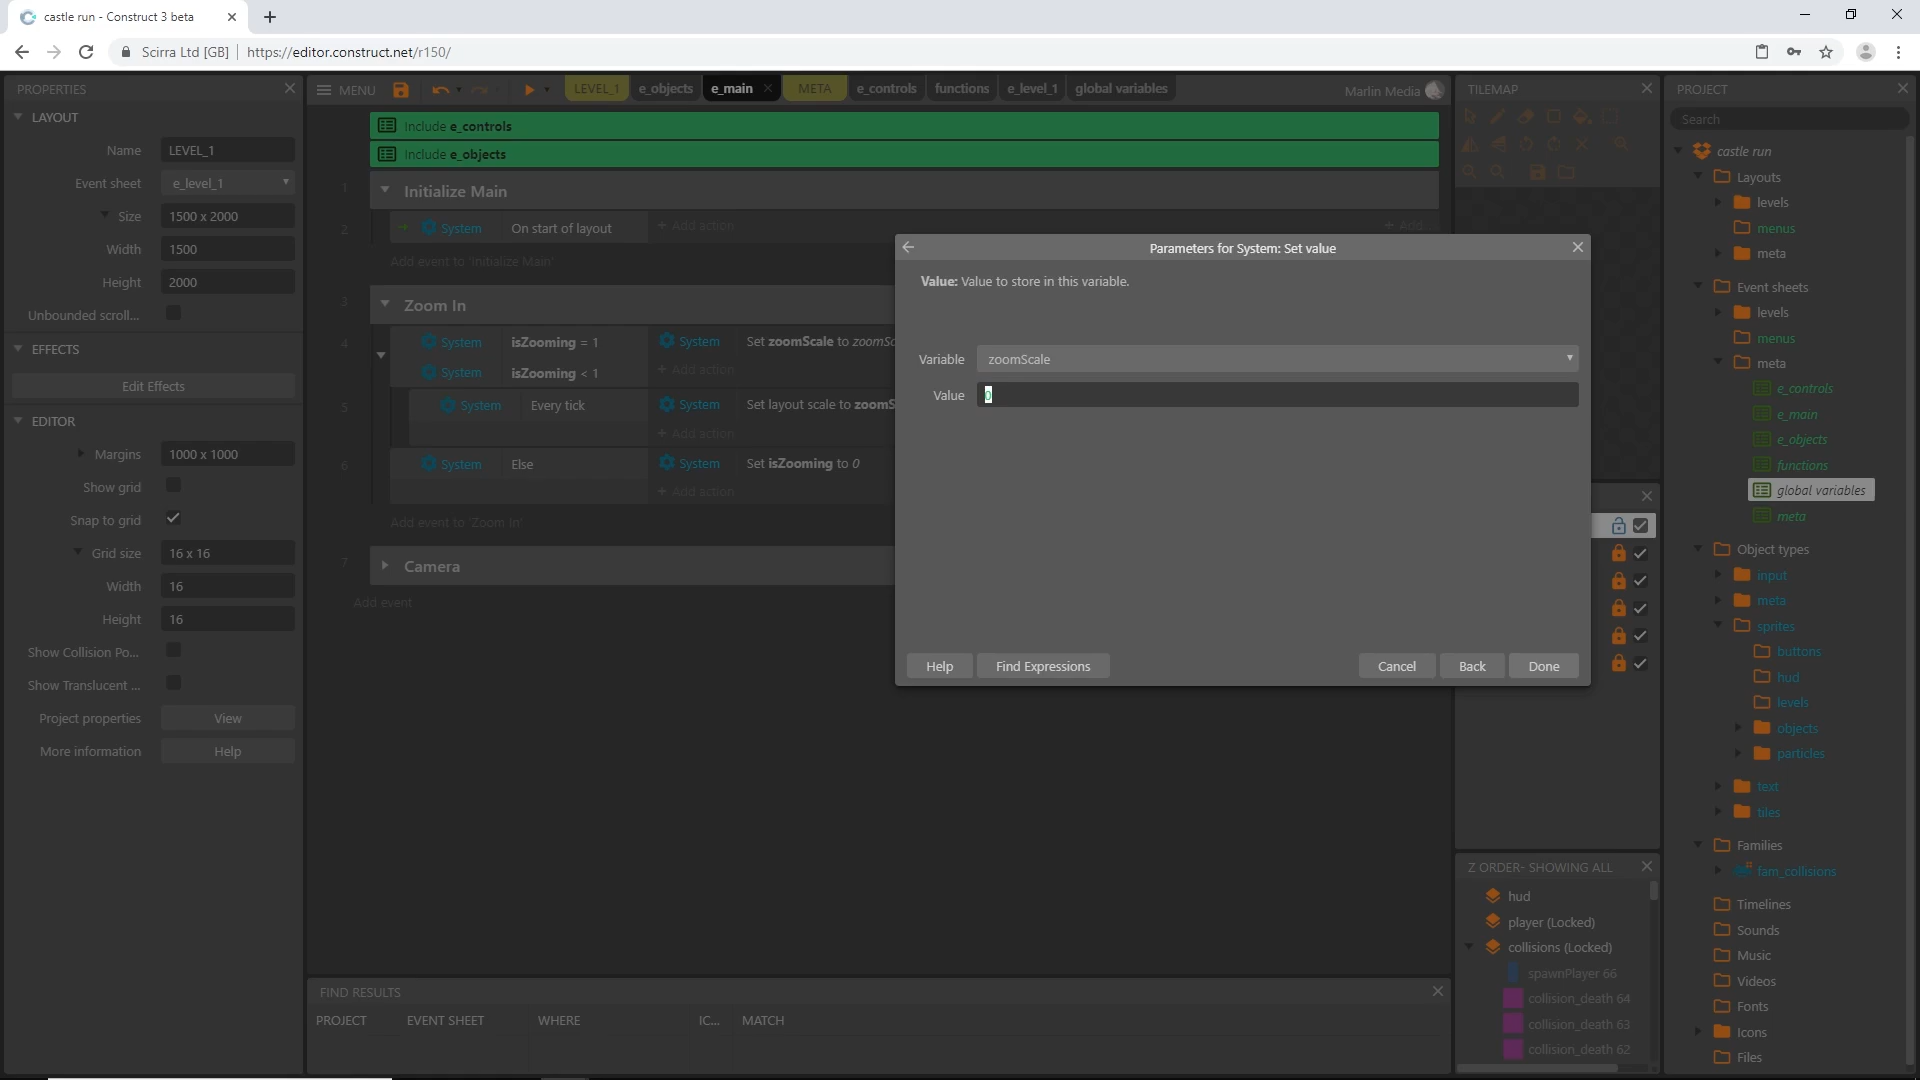 castle run - Construct 3 beta
Scirra Ltd [GB] https://editor.construct.net/r150/
PROPERTIES
LAYOUT
Name LEVEL_1
Event sheet e_level_1
Size 1500 x 2000
Width 1500
Height 2000
Unbounded scroll...
EFFECTS
Edit Effects
EDITOR
Margins 1000 x 1000
Show grid
Snap to grid
Grid size 16 x 16
Width 16
Height 16
Show Collision Po...
Show Translucent ...
Project properties View
More information Help
MENU
LEVEL_1 e_objects e_main META e_controls functions e_level_1 global variables
Marlin Media
Include e_controls
Include e_objects
1 Initialize Main
2 System On start of layout + Add action + Add...
Add event to 'Initialize Main'
3 Zoom In
4 System isZooming = 1 System Set zoomScale to zoomSc
System isZooming < 1 + Add action
5 System Every tick System Set layout scale to zoomS
+ Add action
6 System Else System Set isZooming to 0
+ Add action
Add event to 'Zoom In'
7 Camera
Add event
Parameters for System: Set value
Value: Value to store in this variable.
Variable zoomScale
Value 0
Help Find Expressions Cancel Back Done
FIND RESULTS
PROJECT EVENT SHEET WHERE IC... MATCH
TILEMAP
Z ORDER- SHOWING ALL
hud
player (Locked)
collisions (Locked)
spawnPlayer 66
collision_death 64
collision_death 63
collision_death 62
PROJECT
Search
castle run
Layouts
levels
menus
meta
Event sheets
levels
menus
meta
e_controls
e_main
e_objects
functions
global variables
meta
Object types
input
meta
sprites
buttons
hud
levels
objects
particles
text
tiles
Families
fam_collisions
Timelines
Sounds
Music
Videos
Fonts
Icons
Files